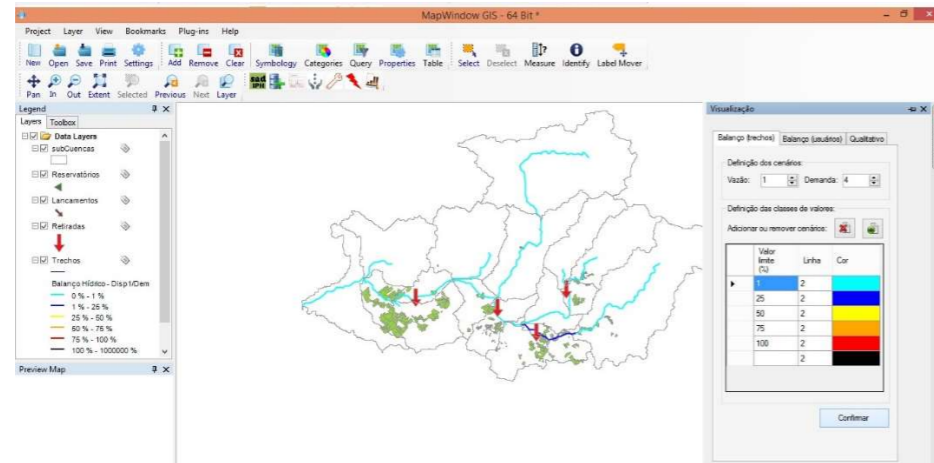 MapWindow GIS - 64 Bit *
Project Layer View Bookmarks Plug-ins Help
New Open Save Print Settings Add Remove Clear Symbology Categories Query Properties Table Select Deselect Measure Identify Label Mover
Pan In Out Extent Selected Previous Next Layer
Legend
Layers Toolbox
Data Layers
subCuencas
Reservatórios
Lancamentos
Retiradas
Trechos
Balanço Hídrico - Disp1/Dem
0 % - 1 %
1 % - 25 %
25 % - 50 %
50 % - 75 %
75 % - 100 %
100 % - 1000000 %
Preview Map
Visualização
Balanço (trechos) Balanço (usuários) Qualitativo
Definição dos cenários:
Vazão: 1 Demanda: 4
Definição das classes de valores:
Adicionar ou remover cenários:
Valor limite (%) Linha Cor
1 2
25 2
50 2
75 2
100 2
2
Confirmar